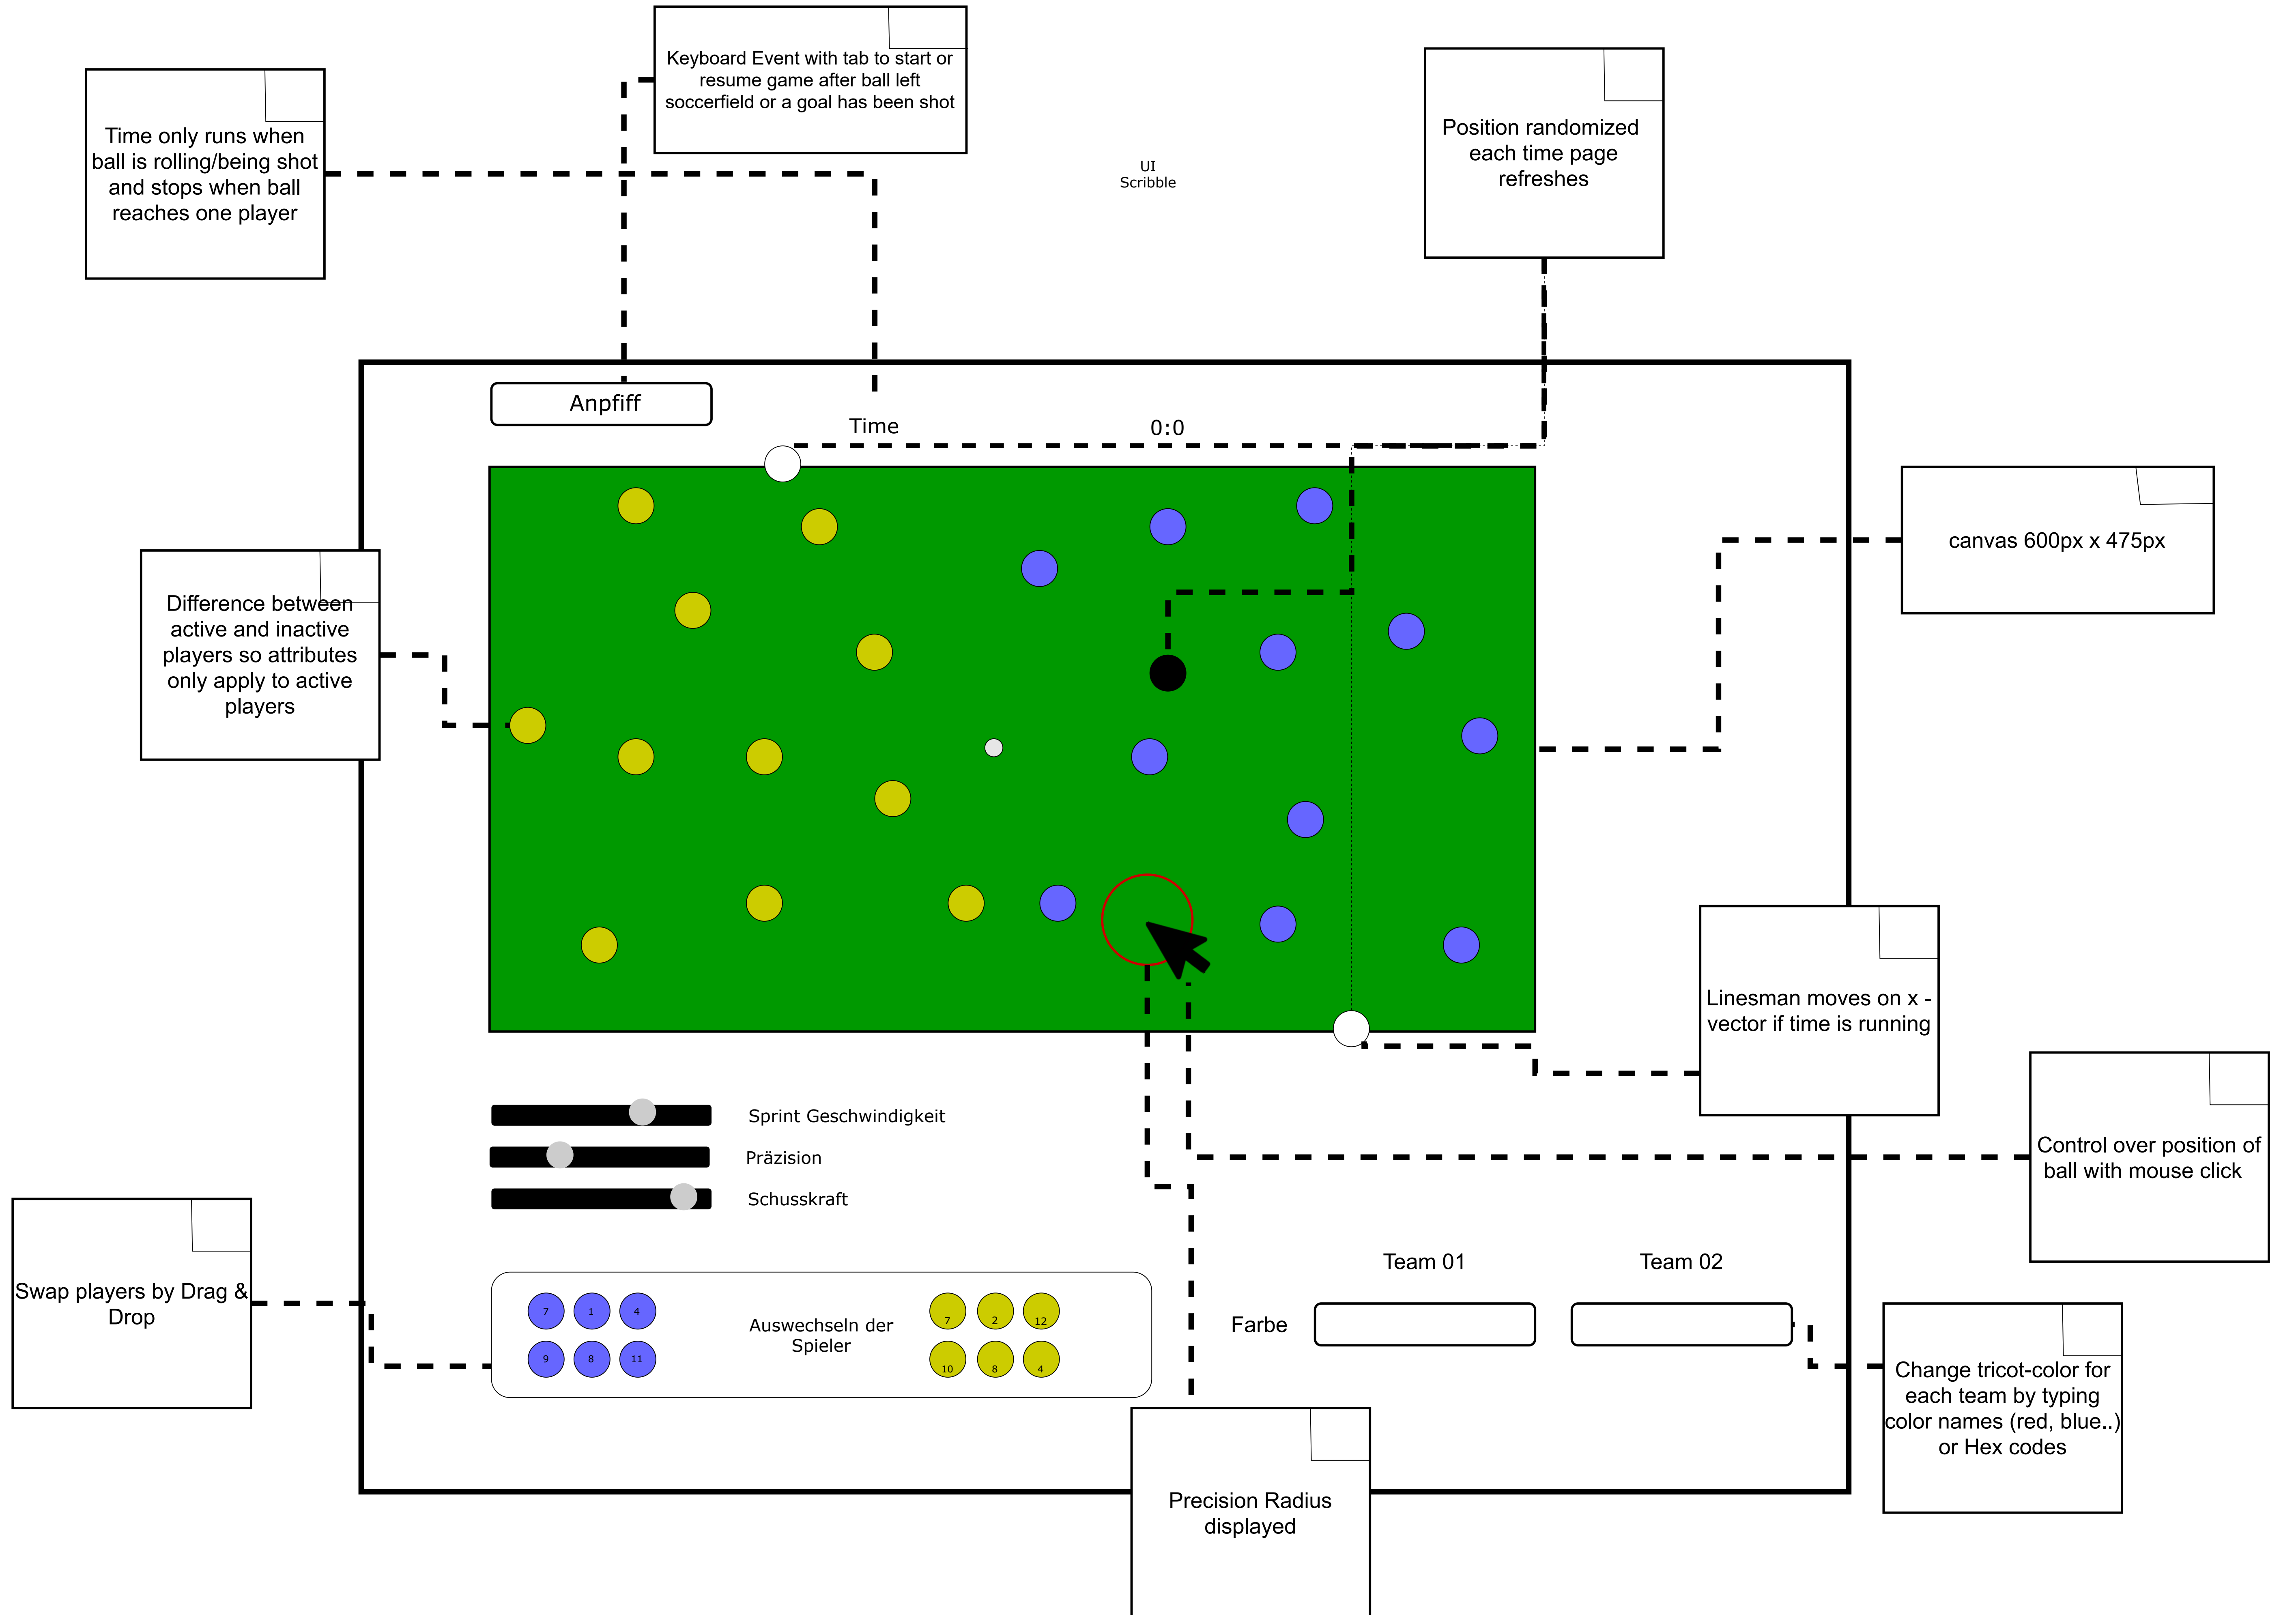 Keyboard Event with tab to start or
resume game after ball left
soccerfield or a goal has been shot
Time only runs when
ball is rolling/being shot
and stops when ball
reaches one player
UI
Scribble
Position randomized
each time page
refreshes
Anpfiff
Time
0:0
canvas 600px x 475px
Difference between
active and inactive
players so attributes
only apply to active
players
Linesman moves on x -
vector if time is running
Sprint Geschwindigkeit
Präzision
Schusskraft
Control over position of
ball with mouse click
Swap players by Drag &
Drop
7 1 4
9 8 11
Auswechseln der
Spieler
7 2 12
10 8 4
Team 01
Team 02
Farbe
Change tricot-color for
each team by typing
color names (red, blue..)
or Hex codes
Precision Radius
displayed